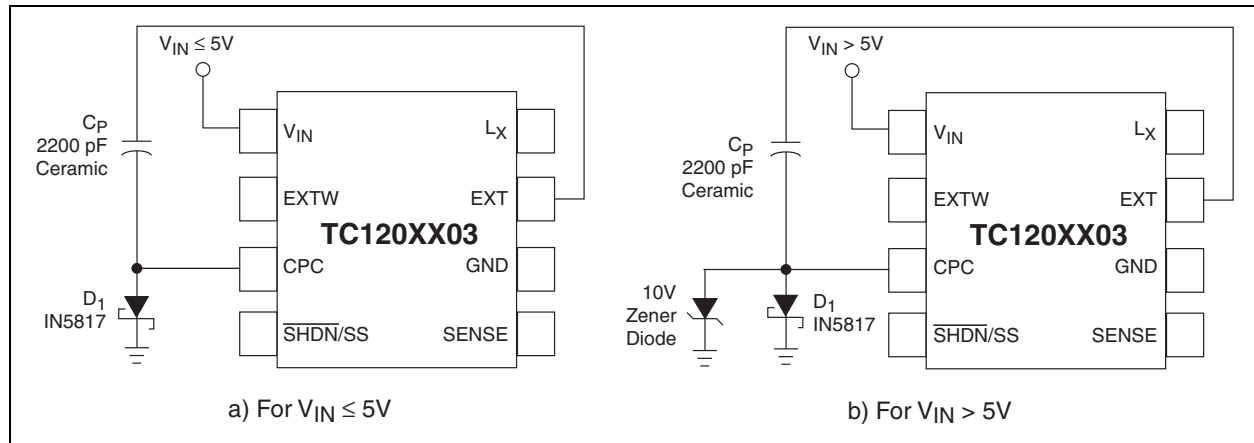 V_IN ≤ 5V
C_P
2200 pF
Ceramic
V_IN
L_X
EXTW
EXT
TC120XX03
CPC
GND
D_1
IN5817
SHDN/SS
SENSE
a) For V_IN ≤ 5V
V_IN > 5V
C_P
2200 pF
Ceramic
V_IN
L_X
EXTW
EXT
TC120XX03
CPC
GND
10V
Zener
Diode
D_1
IN5817
SHDN/SS
SENSE
b) For V_IN > 5V